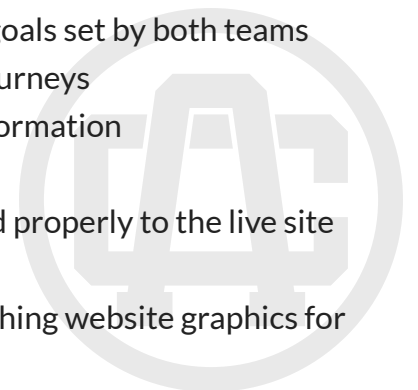 goals set by both teams
urneys
ormation
d properly to the live site
hing website graphics for